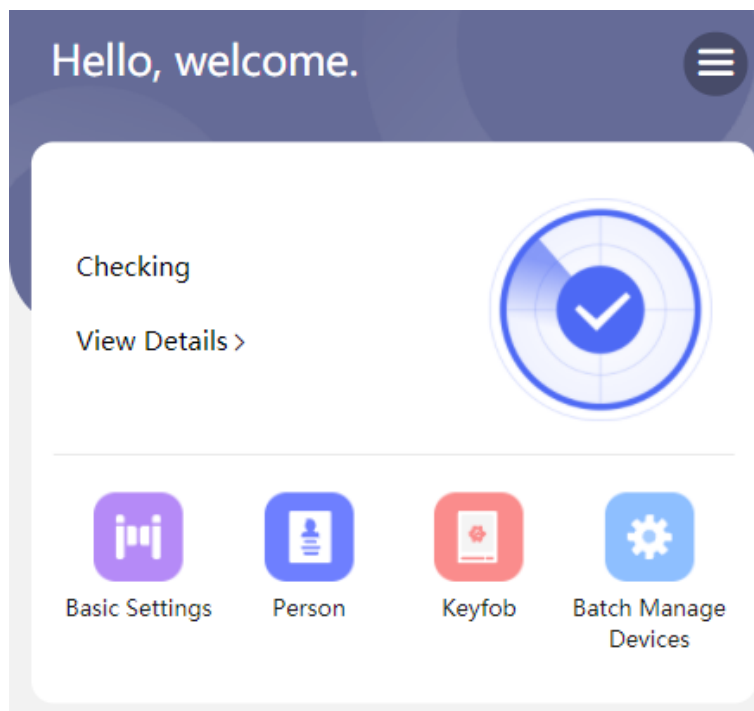 Hello, welcome.
Checking
View Details >
Basic Settings
Person
Keyfob
Batch Manage
Devices